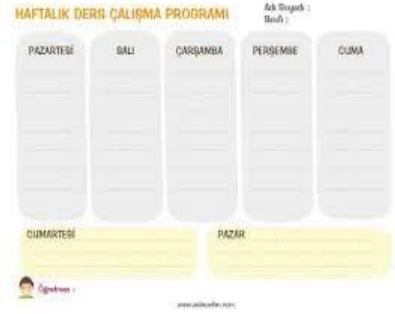 HAFTALIK DERS ÇALIŞMA PROGRAMI
Adı Soyadı :
Sınıfı :
PAZARTESİ SALI ÇARŞAMBA PERŞEMBE CUMA
CUMARTESİ PAZAR
Öğretmen :